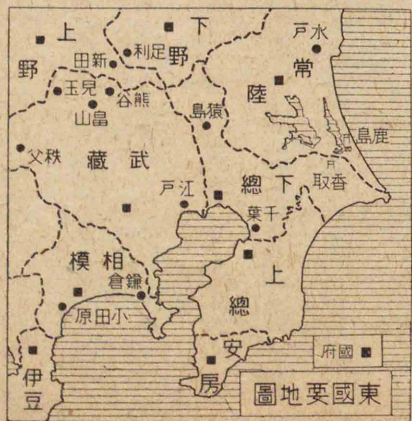 常陸
水戸
鹿島
香取
下野
足利
上野
新田
兒玉
熊谷
畠山
秩父
猿島
武藏
江戸
下總
千葉
上總
安房
相模
鎌倉
小田原
伊豆
國府
東國要地圖